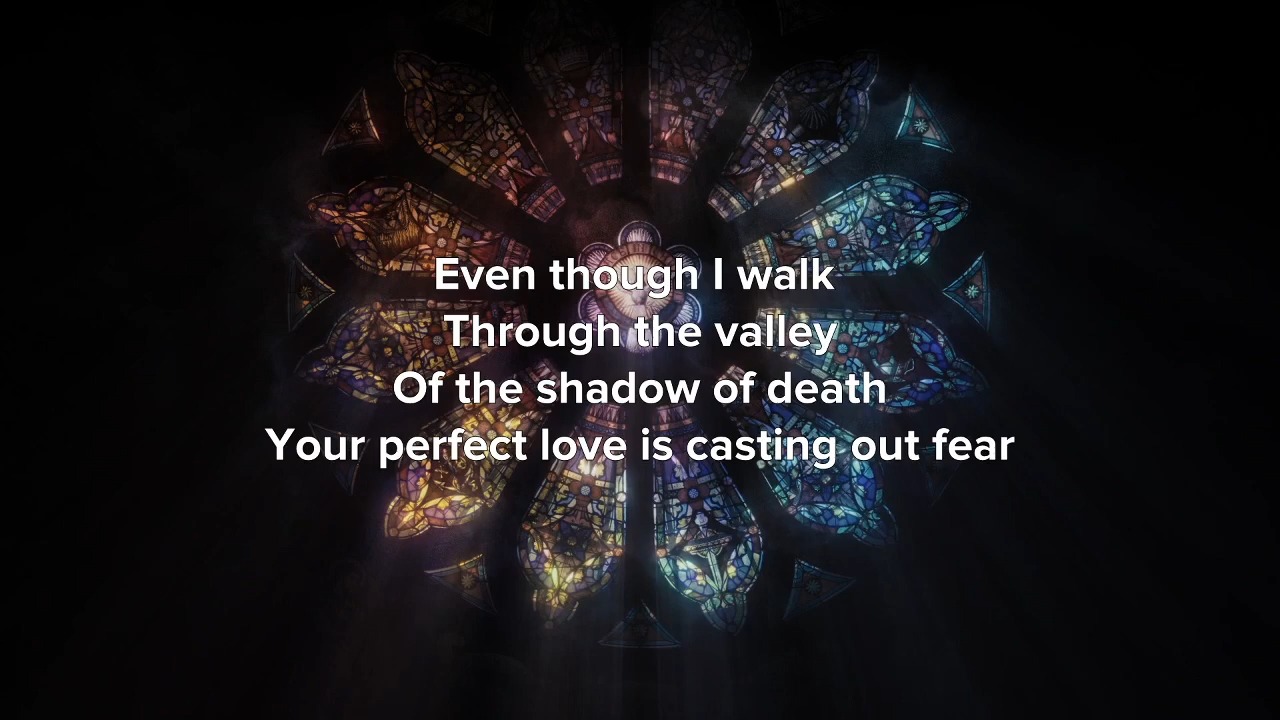 Even though I walk
Through the valley
Of the shadow of death
Your perfect love is casting out fear